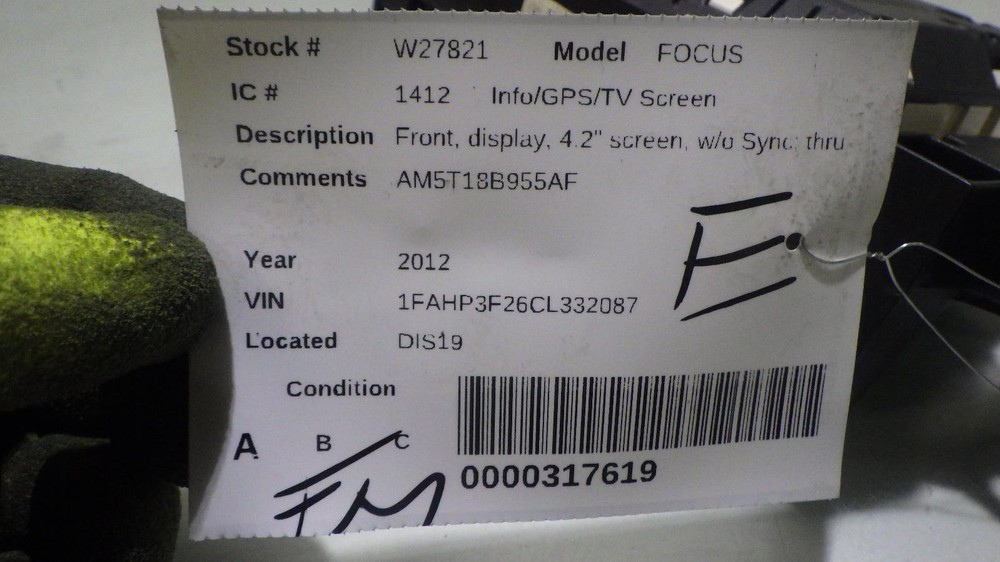 Stock # W27821 Model FOCUS
IC # 1412 Info/GPS/TV Screen
Description Front, display, 4.2" screen, w/o Sync; thru
Comments AM5T18B955AF
E
Year 2012
VIN 1FAHP3F26CL332087
Located DIS19
Condition
A B C
FM
0000317619